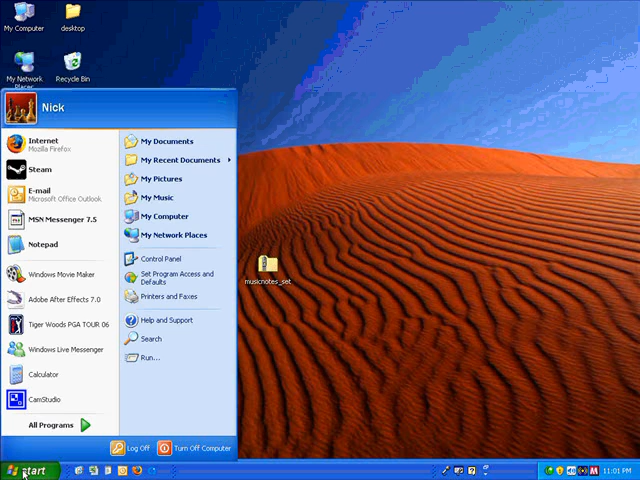 My Computer
desktop
My Network
Places
Recycle Bin
Nick
Internet
Mozilla Firefox
Steam
E-mail
Microsoft Office Outlook
MSN Messenger 7.5
Notepad
Windows Movie Maker
Adobe After Effects 7.0
Tiger Woods PGA TOUR 06
Windows Live Messenger
Calculator
CamStudio
All Programs
My Documents
My Recent Documents
My Pictures
My Music
My Computer
My Network Places
Control Panel
Set Program Access and
Defaults
Printers and Faxes
Help and Support
Search
Run...
Log Off
Turn Off Computer
musicnotes_set
start
11:01 PM